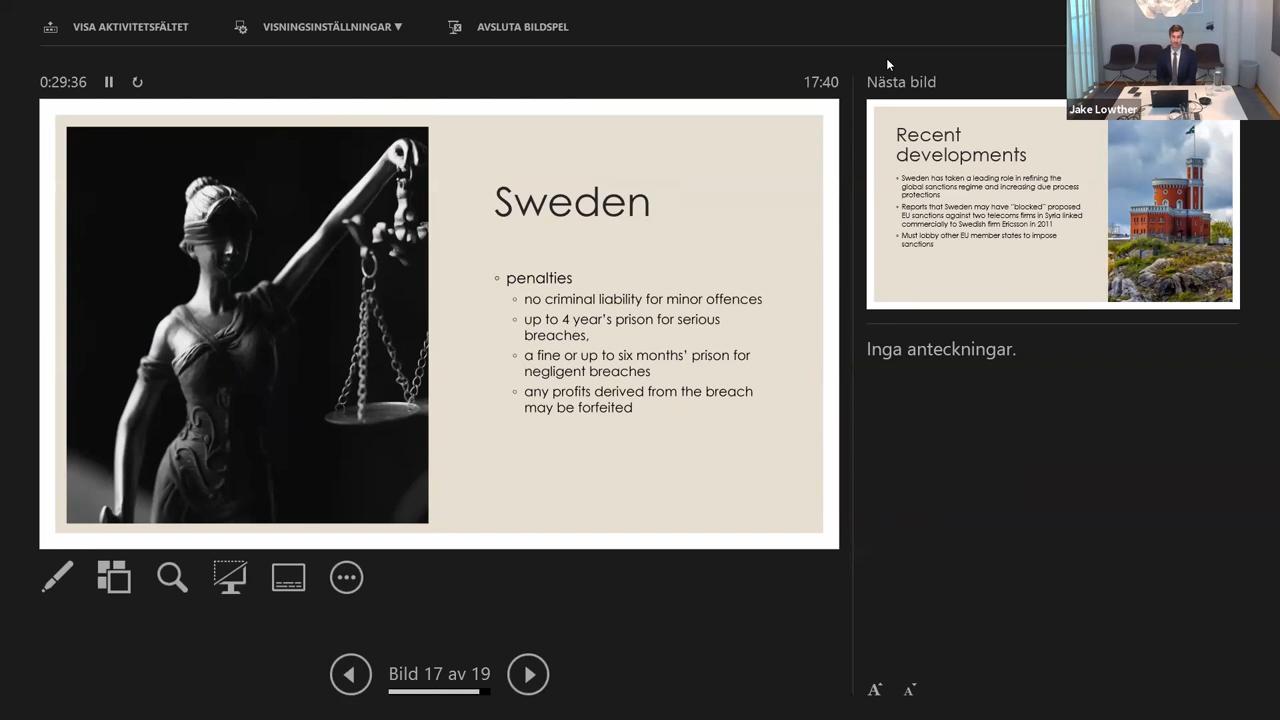 VISA AKTIVITETSFÄLTET
VISNINGSINSTÄLLNINGAR ▼
AVSLUTA BILDSPEL
0:29:36
17:40
Nästa bild
Jake Lowther
Sweden
◦ penalties
◦ no criminal liability for minor offences
◦ up to 4 year’s prison for serious
breaches,
◦ a fine or up to six months’ prison for
negligent breaches
◦ any profits derived from the breach
may be forfeited
Recent
developments
◦ Sweden has taken a leading role in refining the
global sanctions regime and increasing due process
protections
◦ Reports that Sweden may have “blocked” proposed
EU sanctions against two telecoms firms in Syria linked
commercially to Swedish firm Ericsson in 2011
◦ Must lobby other EU member states to impose
sanctions
Inga anteckningar.
Bild 17 av 19
A A